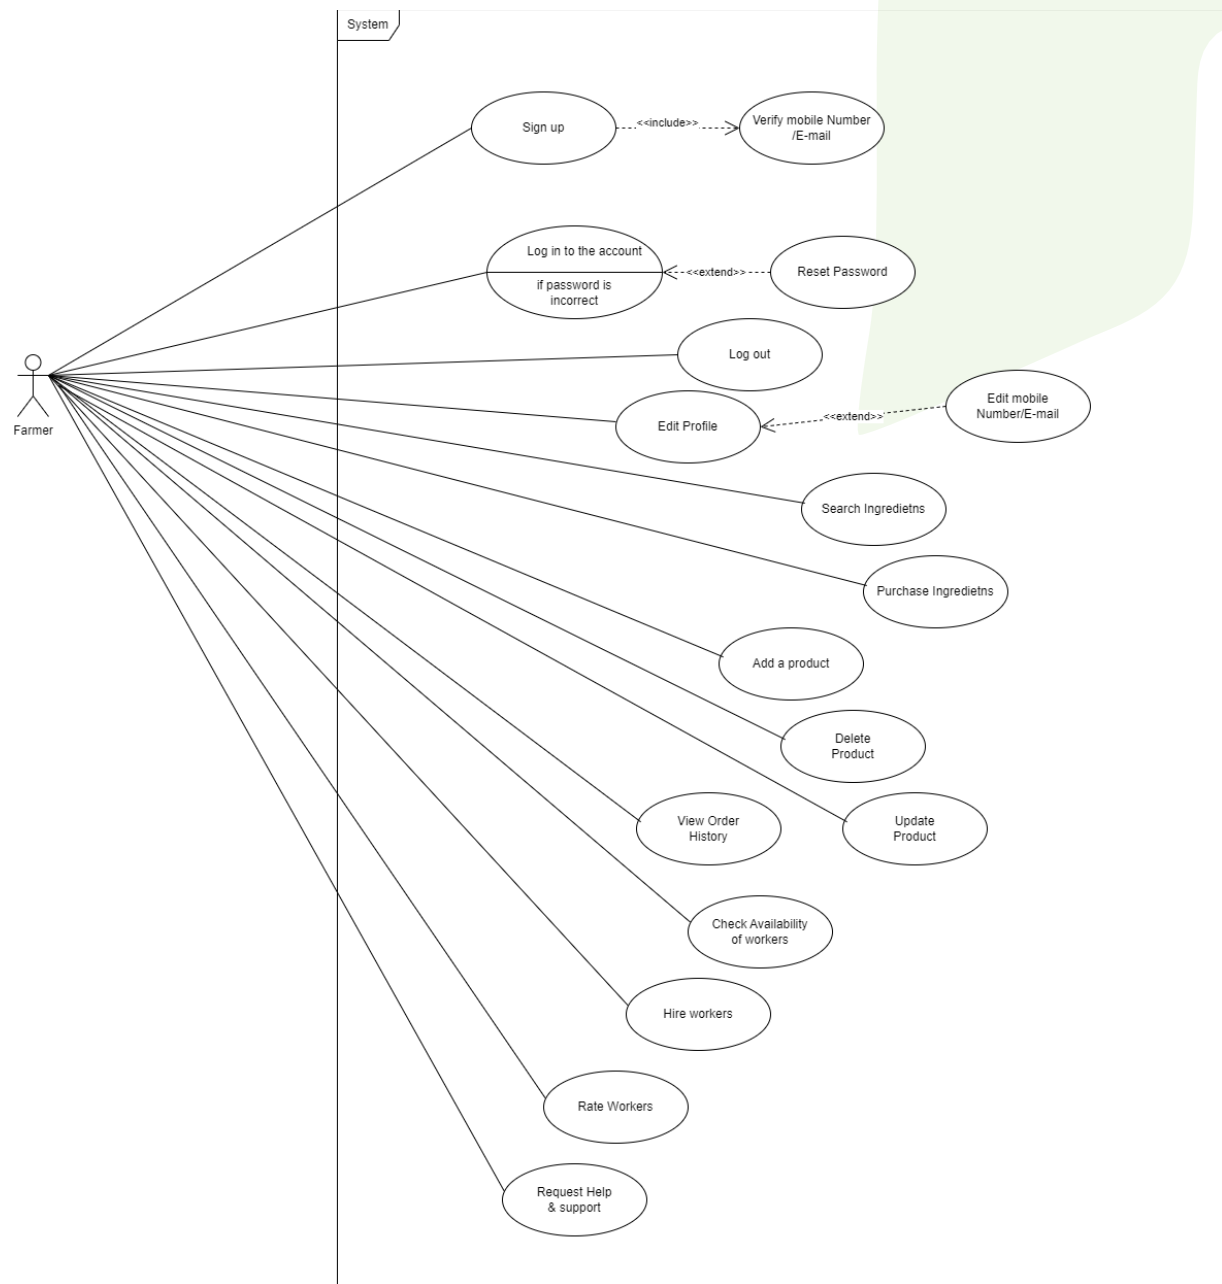 System
Sign up
<<include>>
Verify mobile Number
/E-mail
Log in to the account
if password is
incorrect
<<extend>>
Reset Password
Log out
Farmer
Edit Profile
<<extend>>
Edit mobile
Number/E-mail
Search Ingredietns
Purchase Ingredietns
Add a product
Delete
Product
View Order
History
Update
Product
Check Availability
of workers
Hire workers
Rate Workers
Request Help
& support